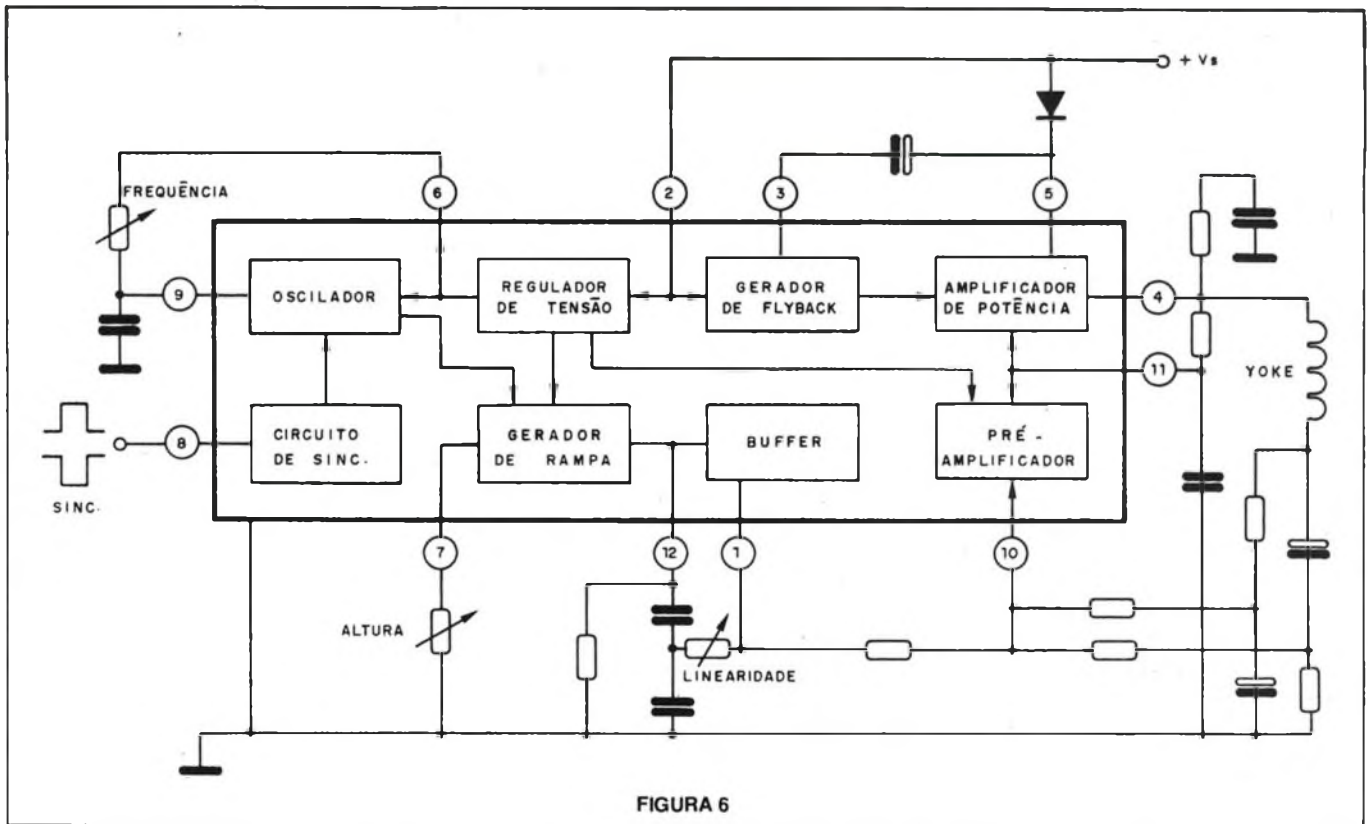 + Vs
FREQUÊNCIA
6
2
3
5
9
OSCILADOR
REGULADOR
DE TENSÃO
GERADOR
DE FLYBACK
AMPLIFICADOR
DE POTÊNCIA
4
11
YOKE
8
SINC.
CIRCUITO
DE SINC.
GERADOR
DE RAMPA
BUFFER
PRÉ-
AMPLIFICADOR
7
12
1
10
ALTURA
LINEARIDADE
FIGURA 6